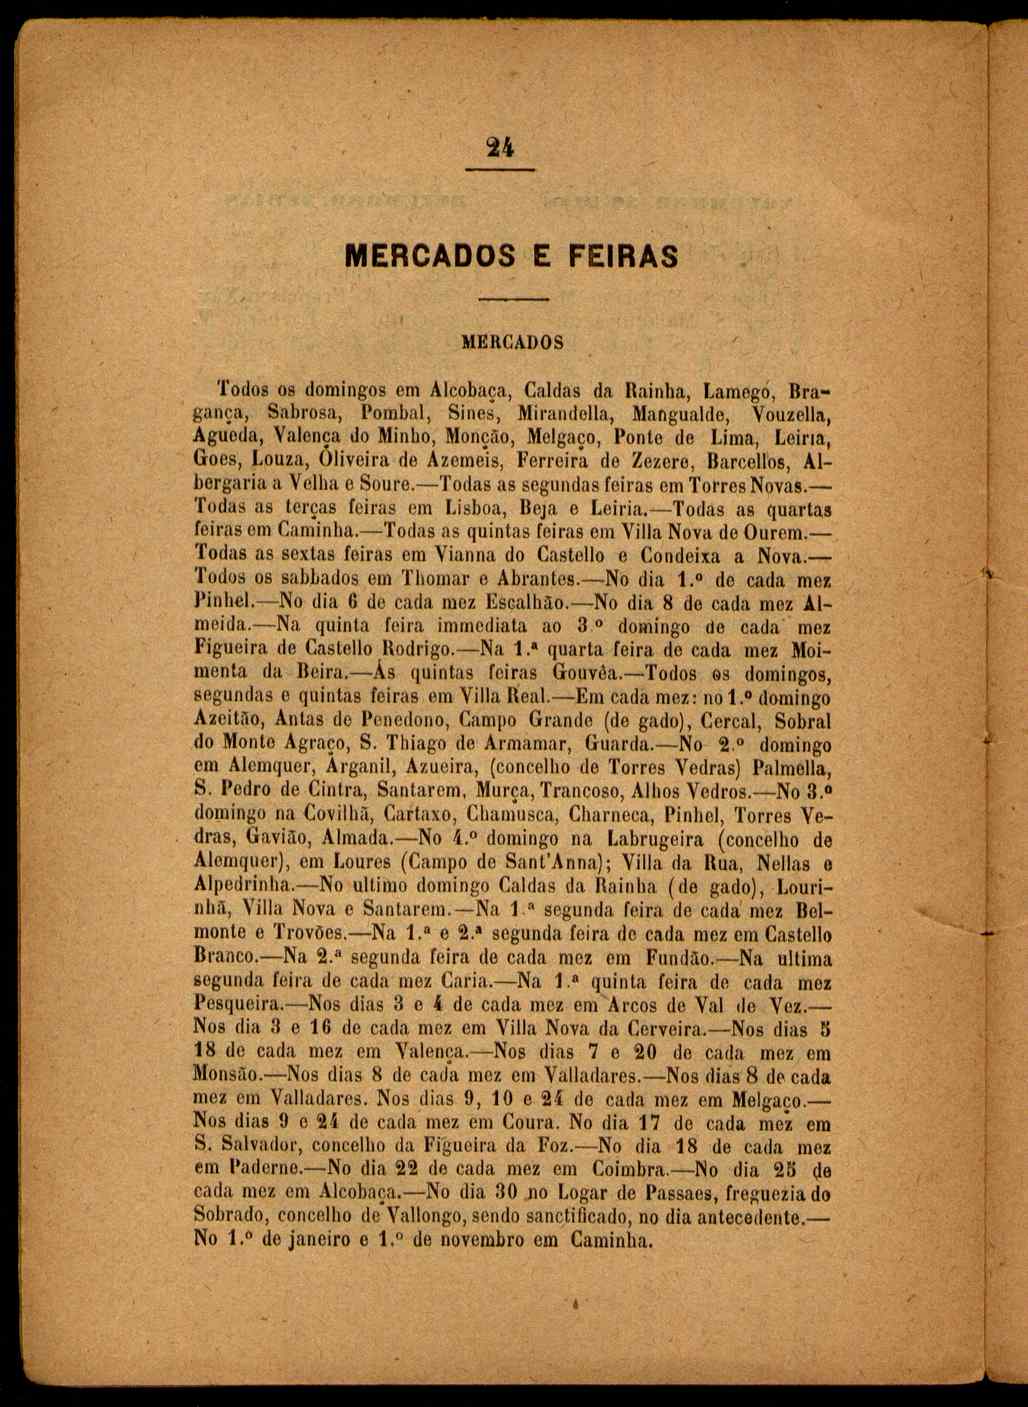 24
MERCADOS E FEIRAS
MERCADOS
Todos os domingos em Alcobaça, Caldas da Rainha, Lamego, Bra-
gança, Sabrosa, Pombal, Sines, Mirandella, Mangualde, Vouzella,
Agueda, Valença do Minho, Monção, Melgaço, Ponte de Lima, Leiria,
Goes, Louza, Oliveira de Azemeis, Ferreira de Zezere, Barcellos, Al-
bergaria a Velha e Soure.—Todas as segundas feiras em Torres Novas.—
Todas as terças feiras em Lisboa, Beja e Leiria.—Todas as quartas
feiras em Caminha.—Todas as quintas feiras em Villa Nova de Ourem.—
Todas as sextas feiras em Vianna do Castello e Condeixa a Nova.—
Todos os sabbados em Thomar e Abrantes.—No dia 1.º de cada mez
Pinhel.—No dia 6 de cada mez Escalhão.—No dia 8 de cada mez Al-
meida.—Na quinta feira immediata ao 3.º domingo de cada mez
Figueira de Castello Rodrigo.—Na 1.ª quarta feira de cada mez Moi-
menta da Beira.—Ás quintas feiras Gouvêa.—Todos os domingos,
segundas e quintas feiras em Villa Real.—Em cada mez: no 1.º domingo
Azeitão, Antas de Penedono, Campo Grande (de gado), Cercal, Sobral
do Monte Agraço, S. Thiago de Armamar, Guarda.—No 2.º domingo
em Alemquer, Arganil, Azueira, (concelho de Torres Vedras) Palmella,
S. Pedro de Cintra, Santarem, Murça, Trancoso, Alhos Vedros.—No 3.º
domingo na Covilhã, Cartaxo, Chamusca, Charneca, Pinhel, Torres Ve-
dras, Gavião, Almada.—No 4.º domingo na Labrugeira (concelho de
Alemquer), em Loures (Campo de Sant'Anna); Villa da Rua, Nellas e
Alpedrinha.—No ultimo domingo Caldas da Rainha (de gado), Louri-
nhã, Villa Nova e Santarem.—Na 1.ª segunda feira de cada mez Bel-
monte e Trovões.—Na 1.ª e 2.ª segunda feira de cada mez em Castello
Branco.—Na 2.ª segunda feira de cada mez em Fundão.—Na ultima
segunda feira de cada mez Caria.—Na 1.ª quinta feira de cada mez
Pesqueira.—Nos dias 3 e 4 de cada mez em Arcos de Val de Vez.—
Nos dia 3 e 16 de cada mez em Villa Nova da Cerveira.—Nos dias 5
18 de cada mez em Valença.—Nos dias 7 e 20 de cada mez em
Monsão.—Nos dias 8 de cada mez em Valladares.—Nos dias 8 de cada
mez em Valladares. Nos dias 9, 10 e 24 de cada mez em Melgaço.—
Nos dias 9 e 24 de cada mez em Coura. No dia 17 de cada mez em
S. Salvador, concelho da Figueira da Foz.—No dia 18 de cada mez
em Paderne.—No dia 22 de cada mez em Coimbra.—No dia 25 de
cada mez em Alcobaça.—No dia 30 no Logar de Passaes, freguezia do
Sobrado, concelho de Vallongo, sendo sanctificado, no dia antecedente.—
No 1.º de janeiro e 1.º de novembro em Caminha.